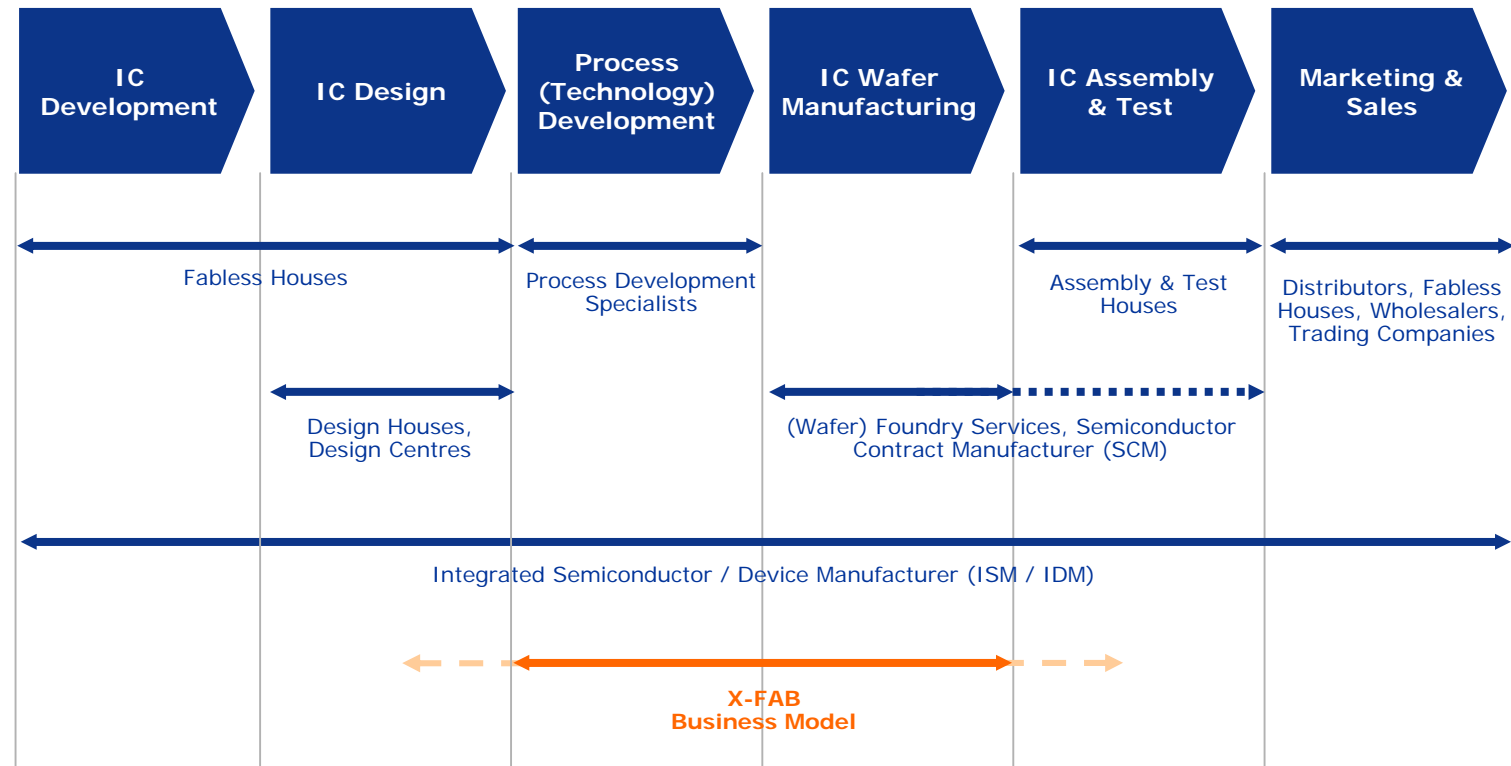 IC
Development
IC Design
Process
(Technology)
Development
IC Wafer
Manufacturing
IC Assembly
& Test
Marketing &
Sales
Fabless Houses
Process Development
Specialists
Assembly & Test
Houses
Distributors, Fabless
Houses, Wholesalers,
Trading Companies
Design Houses,
Design Centres
(Wafer) Foundry Services, Semiconductor
Contract Manufacturer (SCM)
Integrated Semiconductor / Device Manufacturer (ISM / IDM)
X-FAB
Business Model